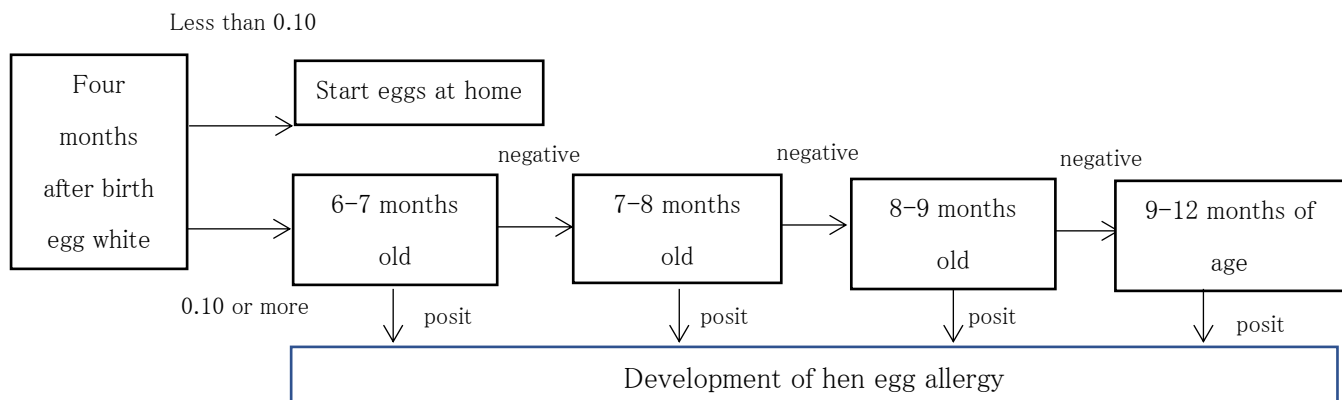 Less than 0.10
Four
months
after birth
egg white
Start eggs at home
negative
negative
negative
6-7 months
old
7-8 months
old
8-9 months
old
9-12 months of
age
0.10 or more
posit
posit
posit
posit
Development of hen egg allergy